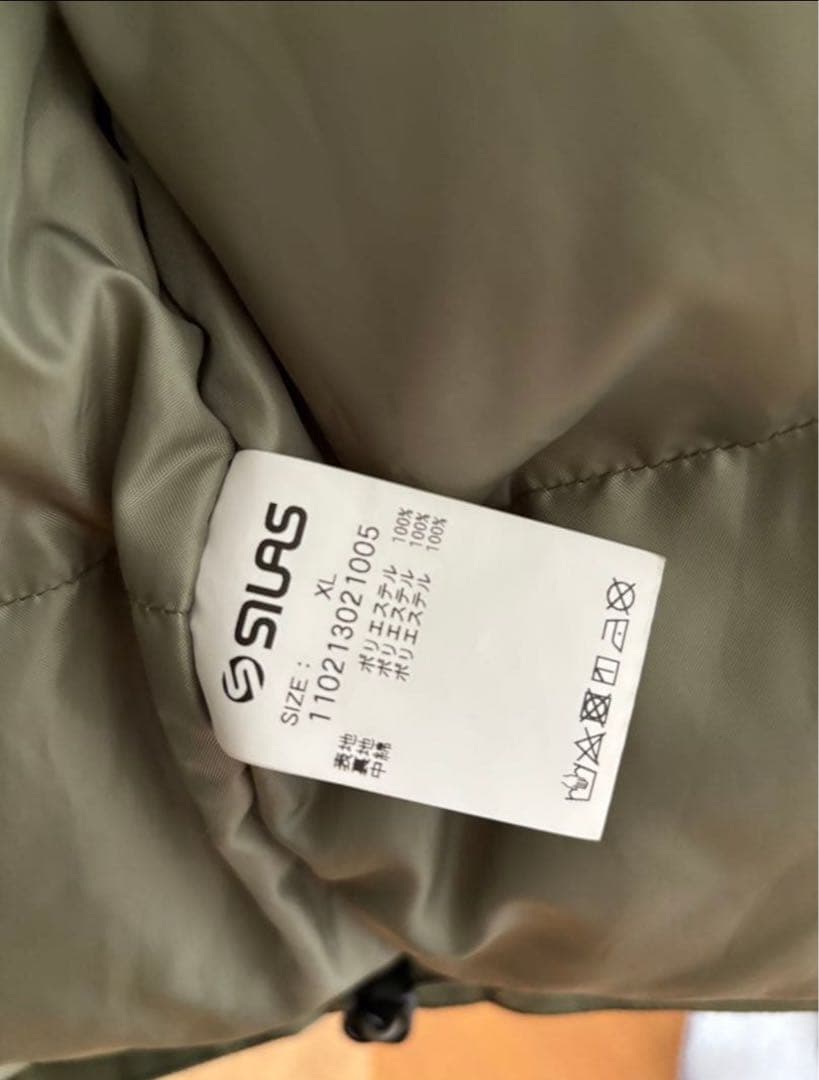 SILAS
SIZE : XL
110213021005
表地 ポリエステル 100%
裏地 ポリエステル 100%
中綿 ポリエステル 100%